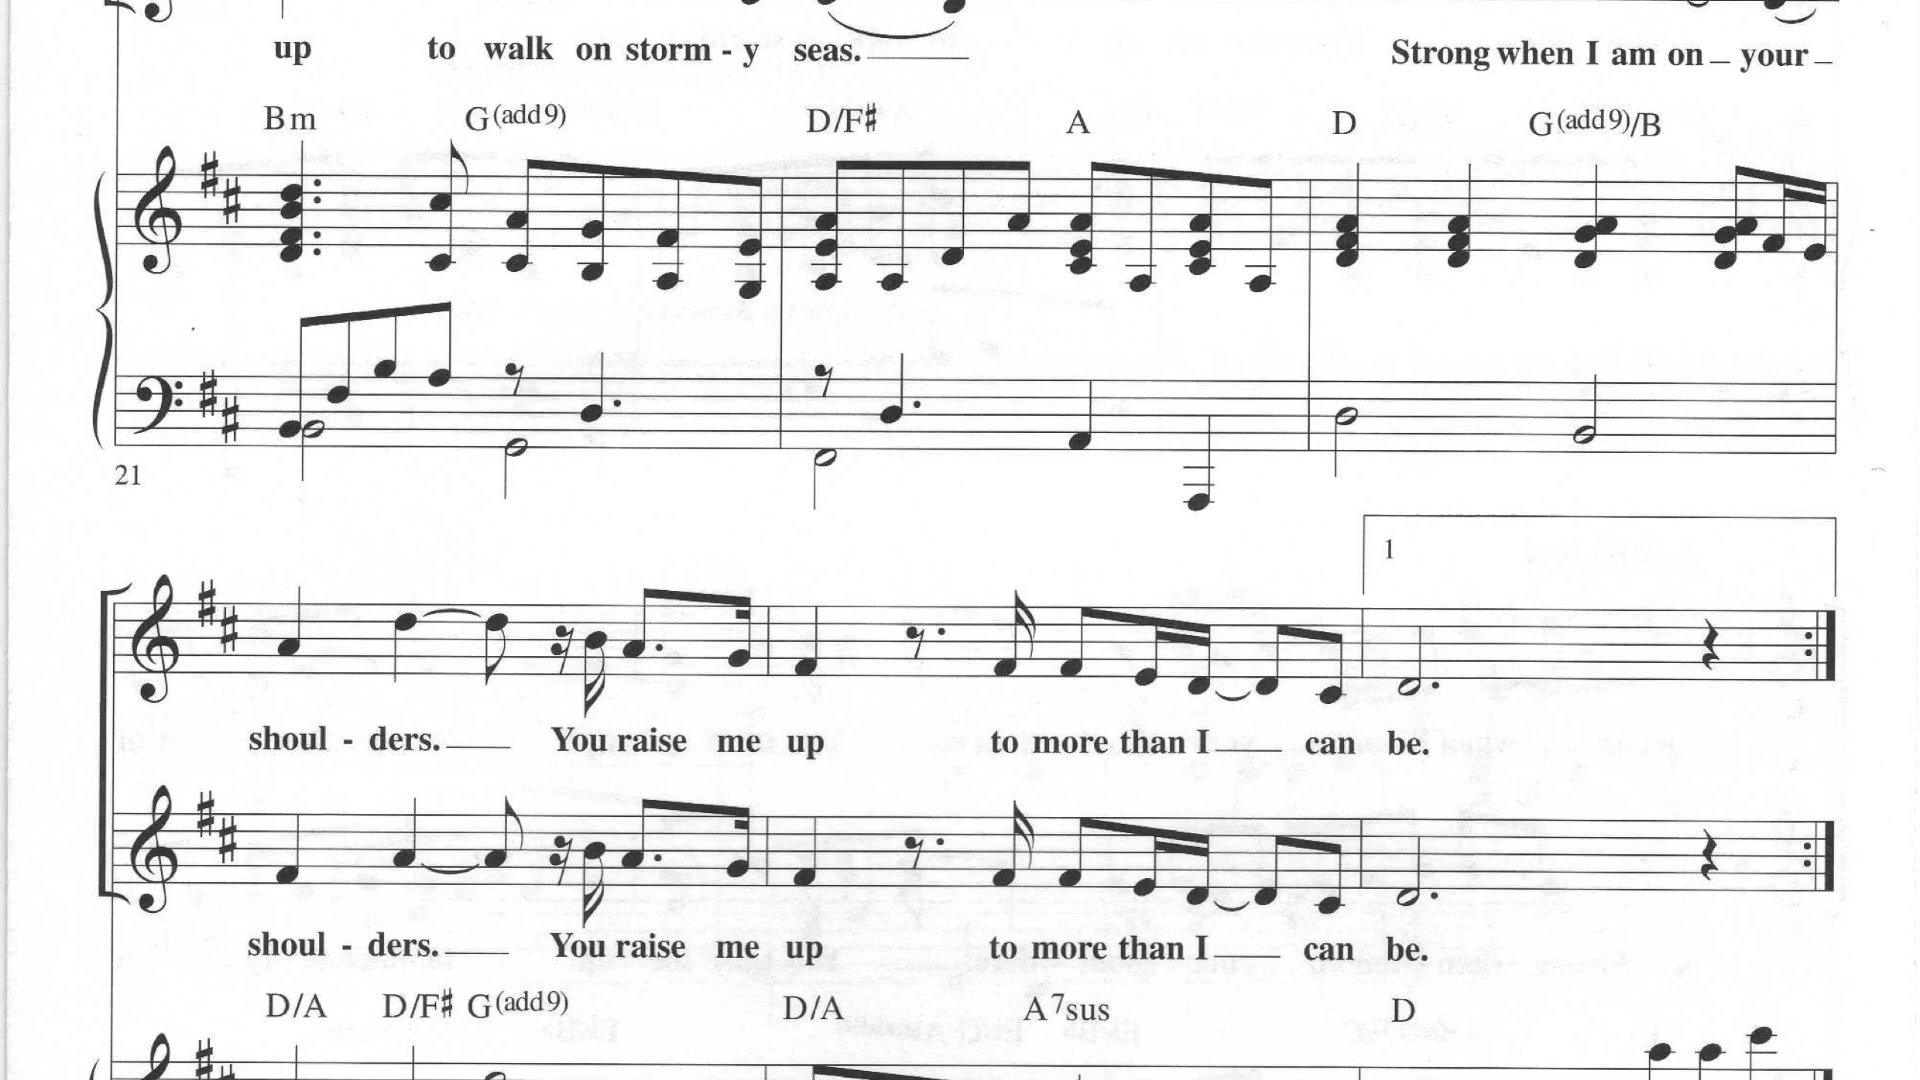 up to walk on storm - y seas. Strong when I am on your
Bm G(add9) D/F♯ A D G(add9)/B
21
1
shoul - ders. You raise me up to more than I can be.
shoul - ders. You raise me up to more than I can be.
D/A D/F♯ G(add9) D/A A7sus D